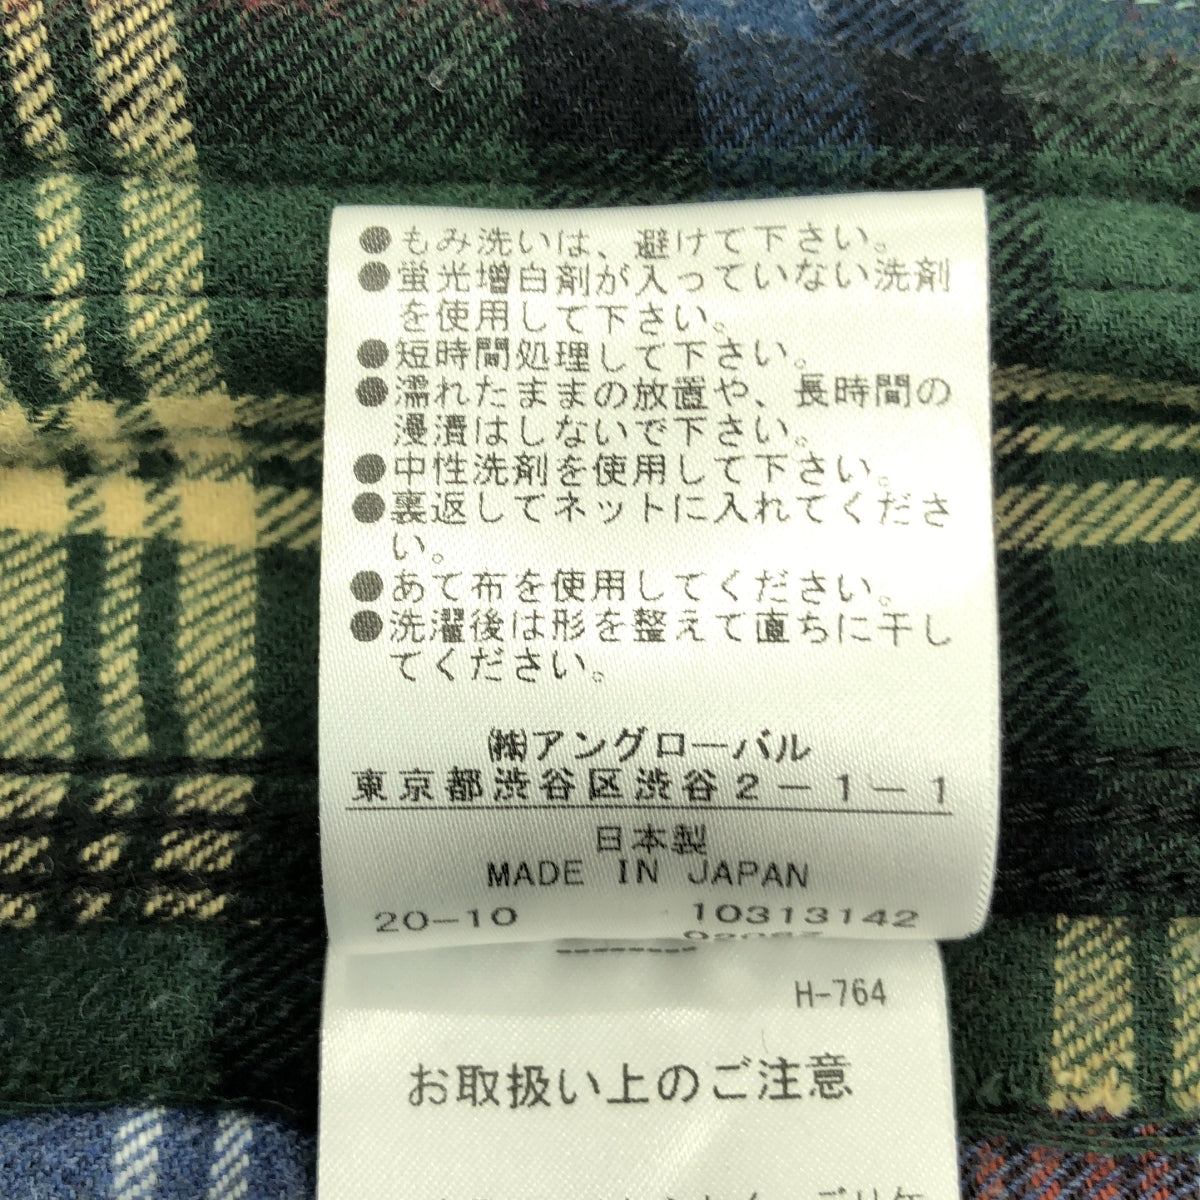 ●もみ洗いは、避けて下さい。
●蛍光増白剤が入っていない洗剤
を使用して下さい。
●短時間処理して下さい。
●濡れたままの放置や、長時間の
浸漬はしないで下さい。
●中性洗剤を使用して下さい。
●裏返してネットに入れてくださ
い。
●あて布を使用してください。
●洗濯後は形を整えて直ちに干し
てください。
㈱アングローバル
東京都渋谷区渋谷2-1-1
日本製
MADE IN JAPAN
20-10 10313142
H-764
お取扱い上のご注意